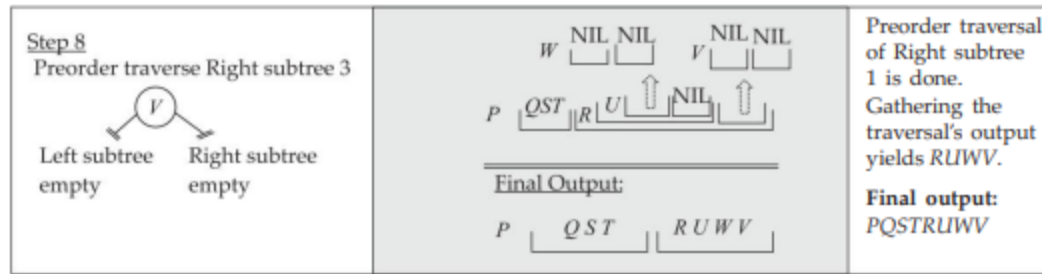 Step 8
Preorder traverse Right subtree 3
V
Left subtree Right subtree
empty empty
NIL NIL NIL NIL
W V
P QST R U NIL
Final Output:
P Q S T R U W V
Preorder traversal
of Right subtree
1 is done.
Gathering the
traversal's output
yields RUWV.
Final output:
PQSTRUWV